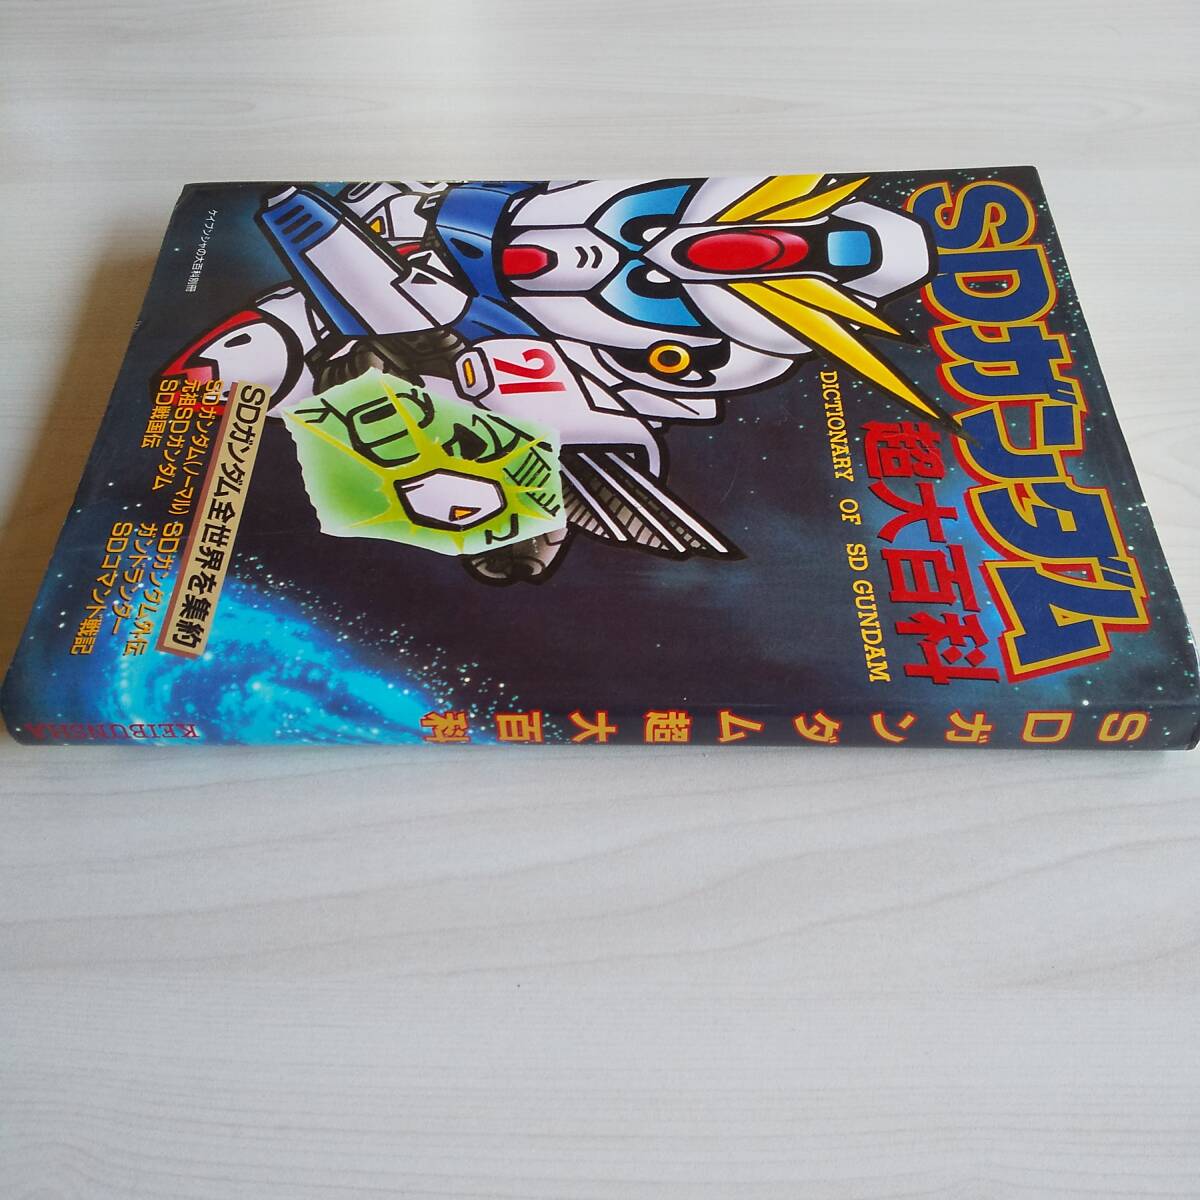 SDガンダム
超大百科
DICTIONARY OF SD GUNDAM
91
SDガンダム全世界を集約
SDガンダム(ノーマル)
元祖SDガンダム
SD戦国伝
SDガンダム外伝
ガンドランダー
SDコマンド戦記
ケイブンシャの大百科別冊
SDガンダム超大百科
KEIBUNSHA